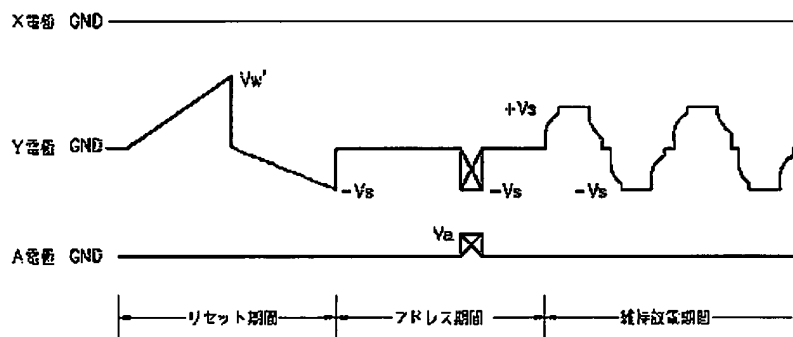 X電極 GND
Vw'
+Vs
Y電極 GND
−Vs
−Vs
−Vs
Va
A電極 GND
リセット期間
アドレス期間
維持放電期間